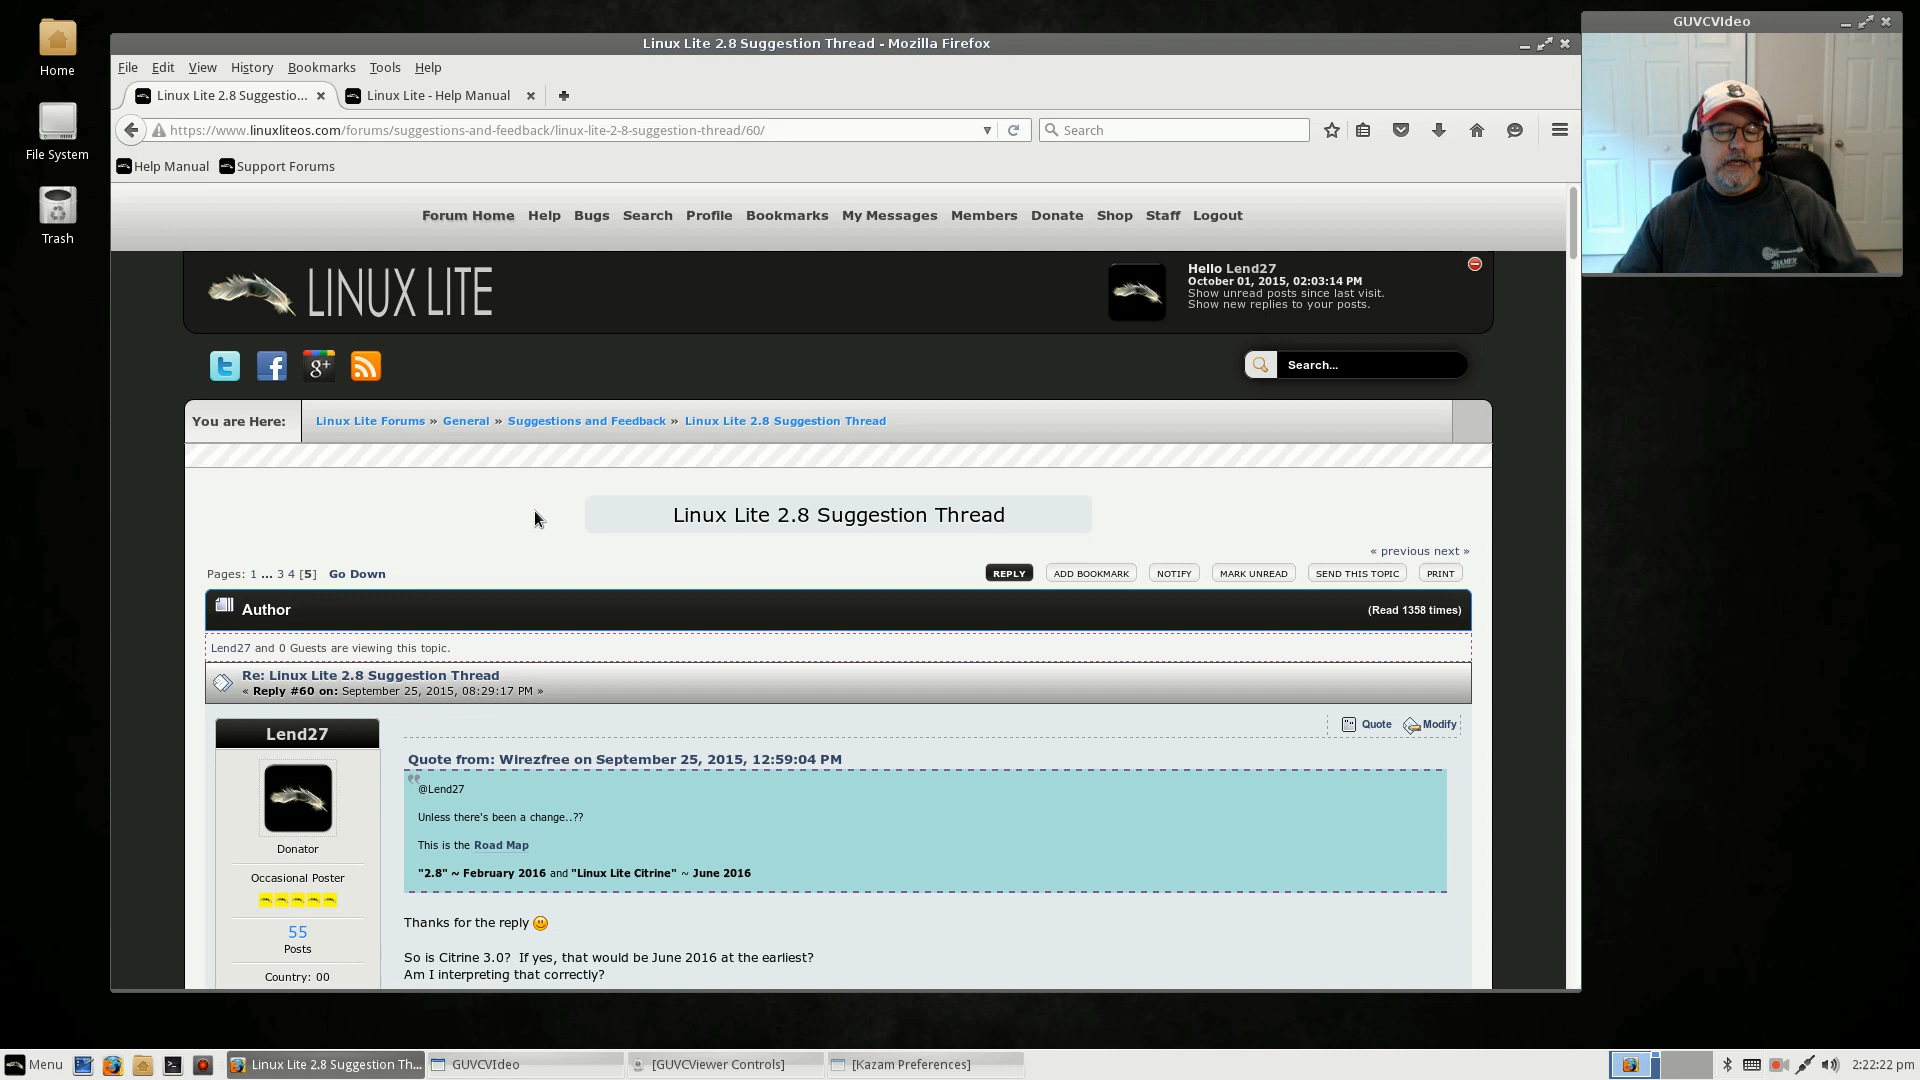 GUVCVIdeo
Home
File System
Trash
Linux Lite 2.8 Suggestion Thread - Mozilla Firefox
File Edit View History Bookmarks Tools Help
Linux Lite 2.8 Suggestio...
Linux Lite - Help Manual
https://www.linuxliteos.com/forums/suggestions-and-feedback/linux-lite-2-8-suggestion-thread/60/
Search
Help Manual
Support Forums
Forum Home Help Bugs Search Profile Bookmarks My Messages Members Donate Shop Staff Logout
LINUX LITE
Hello Lend27
October 01, 2015, 02:03:14 PM
Show unread posts since last visit.
Show new replies to your posts.
Search...
You are Here:
Linux Lite Forums » General » Suggestions and Feedback » Linux Lite 2.8 Suggestion Thread
Linux Lite 2.8 Suggestion Thread
« previous next »
Pages: 1 ... 3 4 [5] Go Down
REPLY ADD BOOKMARK NOTIFY MARK UNREAD SEND THIS TOPIC PRINT
Author
(Read 1358 times)
Lend27 and 0 Guests are viewing this topic.
Re: Linux Lite 2.8 Suggestion Thread
« Reply #60 on: September 25, 2015, 08:29:17 PM »
Lend27
Donator
Occasional Poster
55
Posts
Country: 00
Quote Modify
Quote from: Wirezfree on September 25, 2015, 12:59:04 PM
@Lend27
Unless there's been a change..??
This is the Road Map
"2.8" ~ February 2016 and "Linux Lite Citrine" ~ June 2016
Thanks for the reply
So is Citrine 3.0? If yes, that would be June 2016 at the earliest?
Am I interpreting that correctly?
Menu
Linux Lite 2.8 Suggestion Th...
GUVCVIdeo
[GUVCViewer Controls]
[Kazam Preferences]
2:22:22 pm